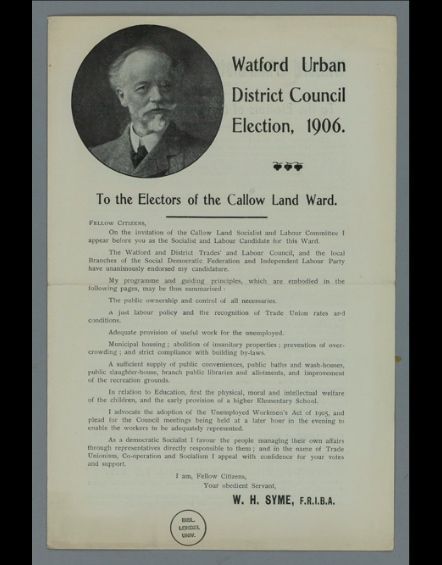 Watford Urban
District Council
Election, 1906.
To the Electors of the Callow Land Ward.
FELLOW CITIZENS,
On the invitation of the Callow Land Socialist and Labour Committee I
appear before you as the Socialist and Labour Candidate for this Ward.
The Watford and District Trades' and Labour Council, and the local
Branches of the Social Democratic Federation and Independent Labour Party
have unanimously endorsed my candidature.
My programme and guiding principles, which are embodied in the
following pages, may be thus summarised :
The public ownership and control of all necessaries.
A just labour policy and the recognition of Trade Union rates and
conditions.
Adequate provision of useful work for the unemployed.
Municipal housing ; abolition of insanitary properties ; prevention of over-
crowding ; and strict compliance with building by-laws.
A sufficient supply of public conveniences, public baths and wash-houses,
public slaughter-house, branch public libraries and allotments, and improvement
of the recreation grounds.
In relation to Education, first the physical, moral and intellectual welfare
of the children, and the early provision of a higher Elementary School.
I advocate the adoption of the Unemployed Workmen's Act of 1905, and
plead for the Council meetings being held at a later hour in the evening to
enable the workers to be adequately represented.
As a democratic Socialist I favour the people managing their own affairs
through representatives directly responsible to them ; and in the name of Trade
Unionism, Co-operation and Socialism I appeal with confidence for your votes
and support.
I am, Fellow Citizens,
Your obedient Servant,
W. H. SYME, F.R.I.B.A.
BIBL.
LONDIN.
UNIV.